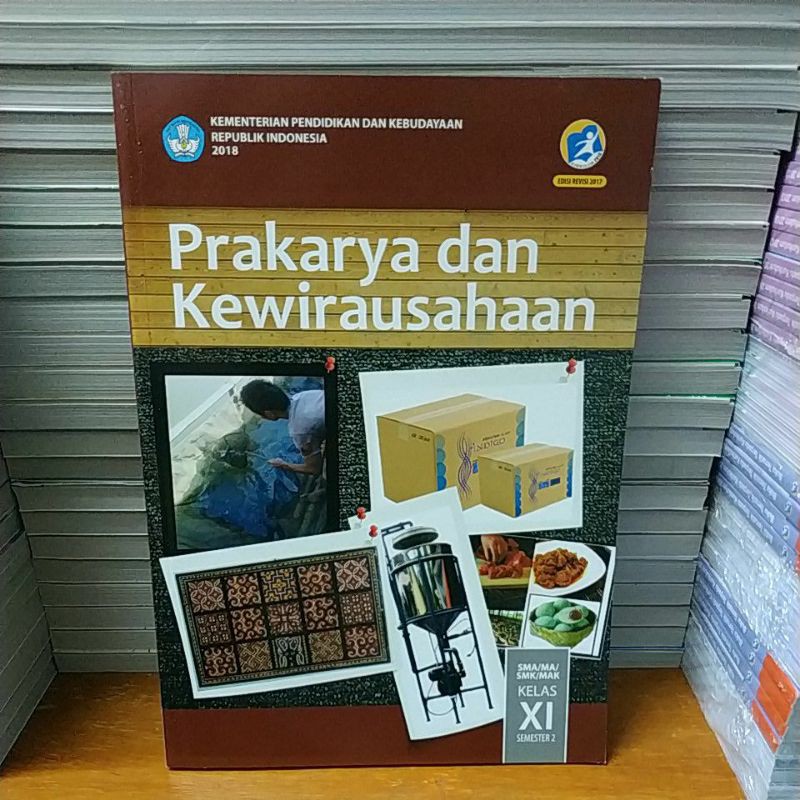 KEMENTERIAN PENDIDIKAN DAN KEBUDAYAAN
REPUBLIK INDONESIA
2018
EDISI REVISI 2017
Prakarya dan
Kewirausahaan
INDIGO
SMA/MA/
SMK/MAK
KELAS
XI
SEMESTER 2